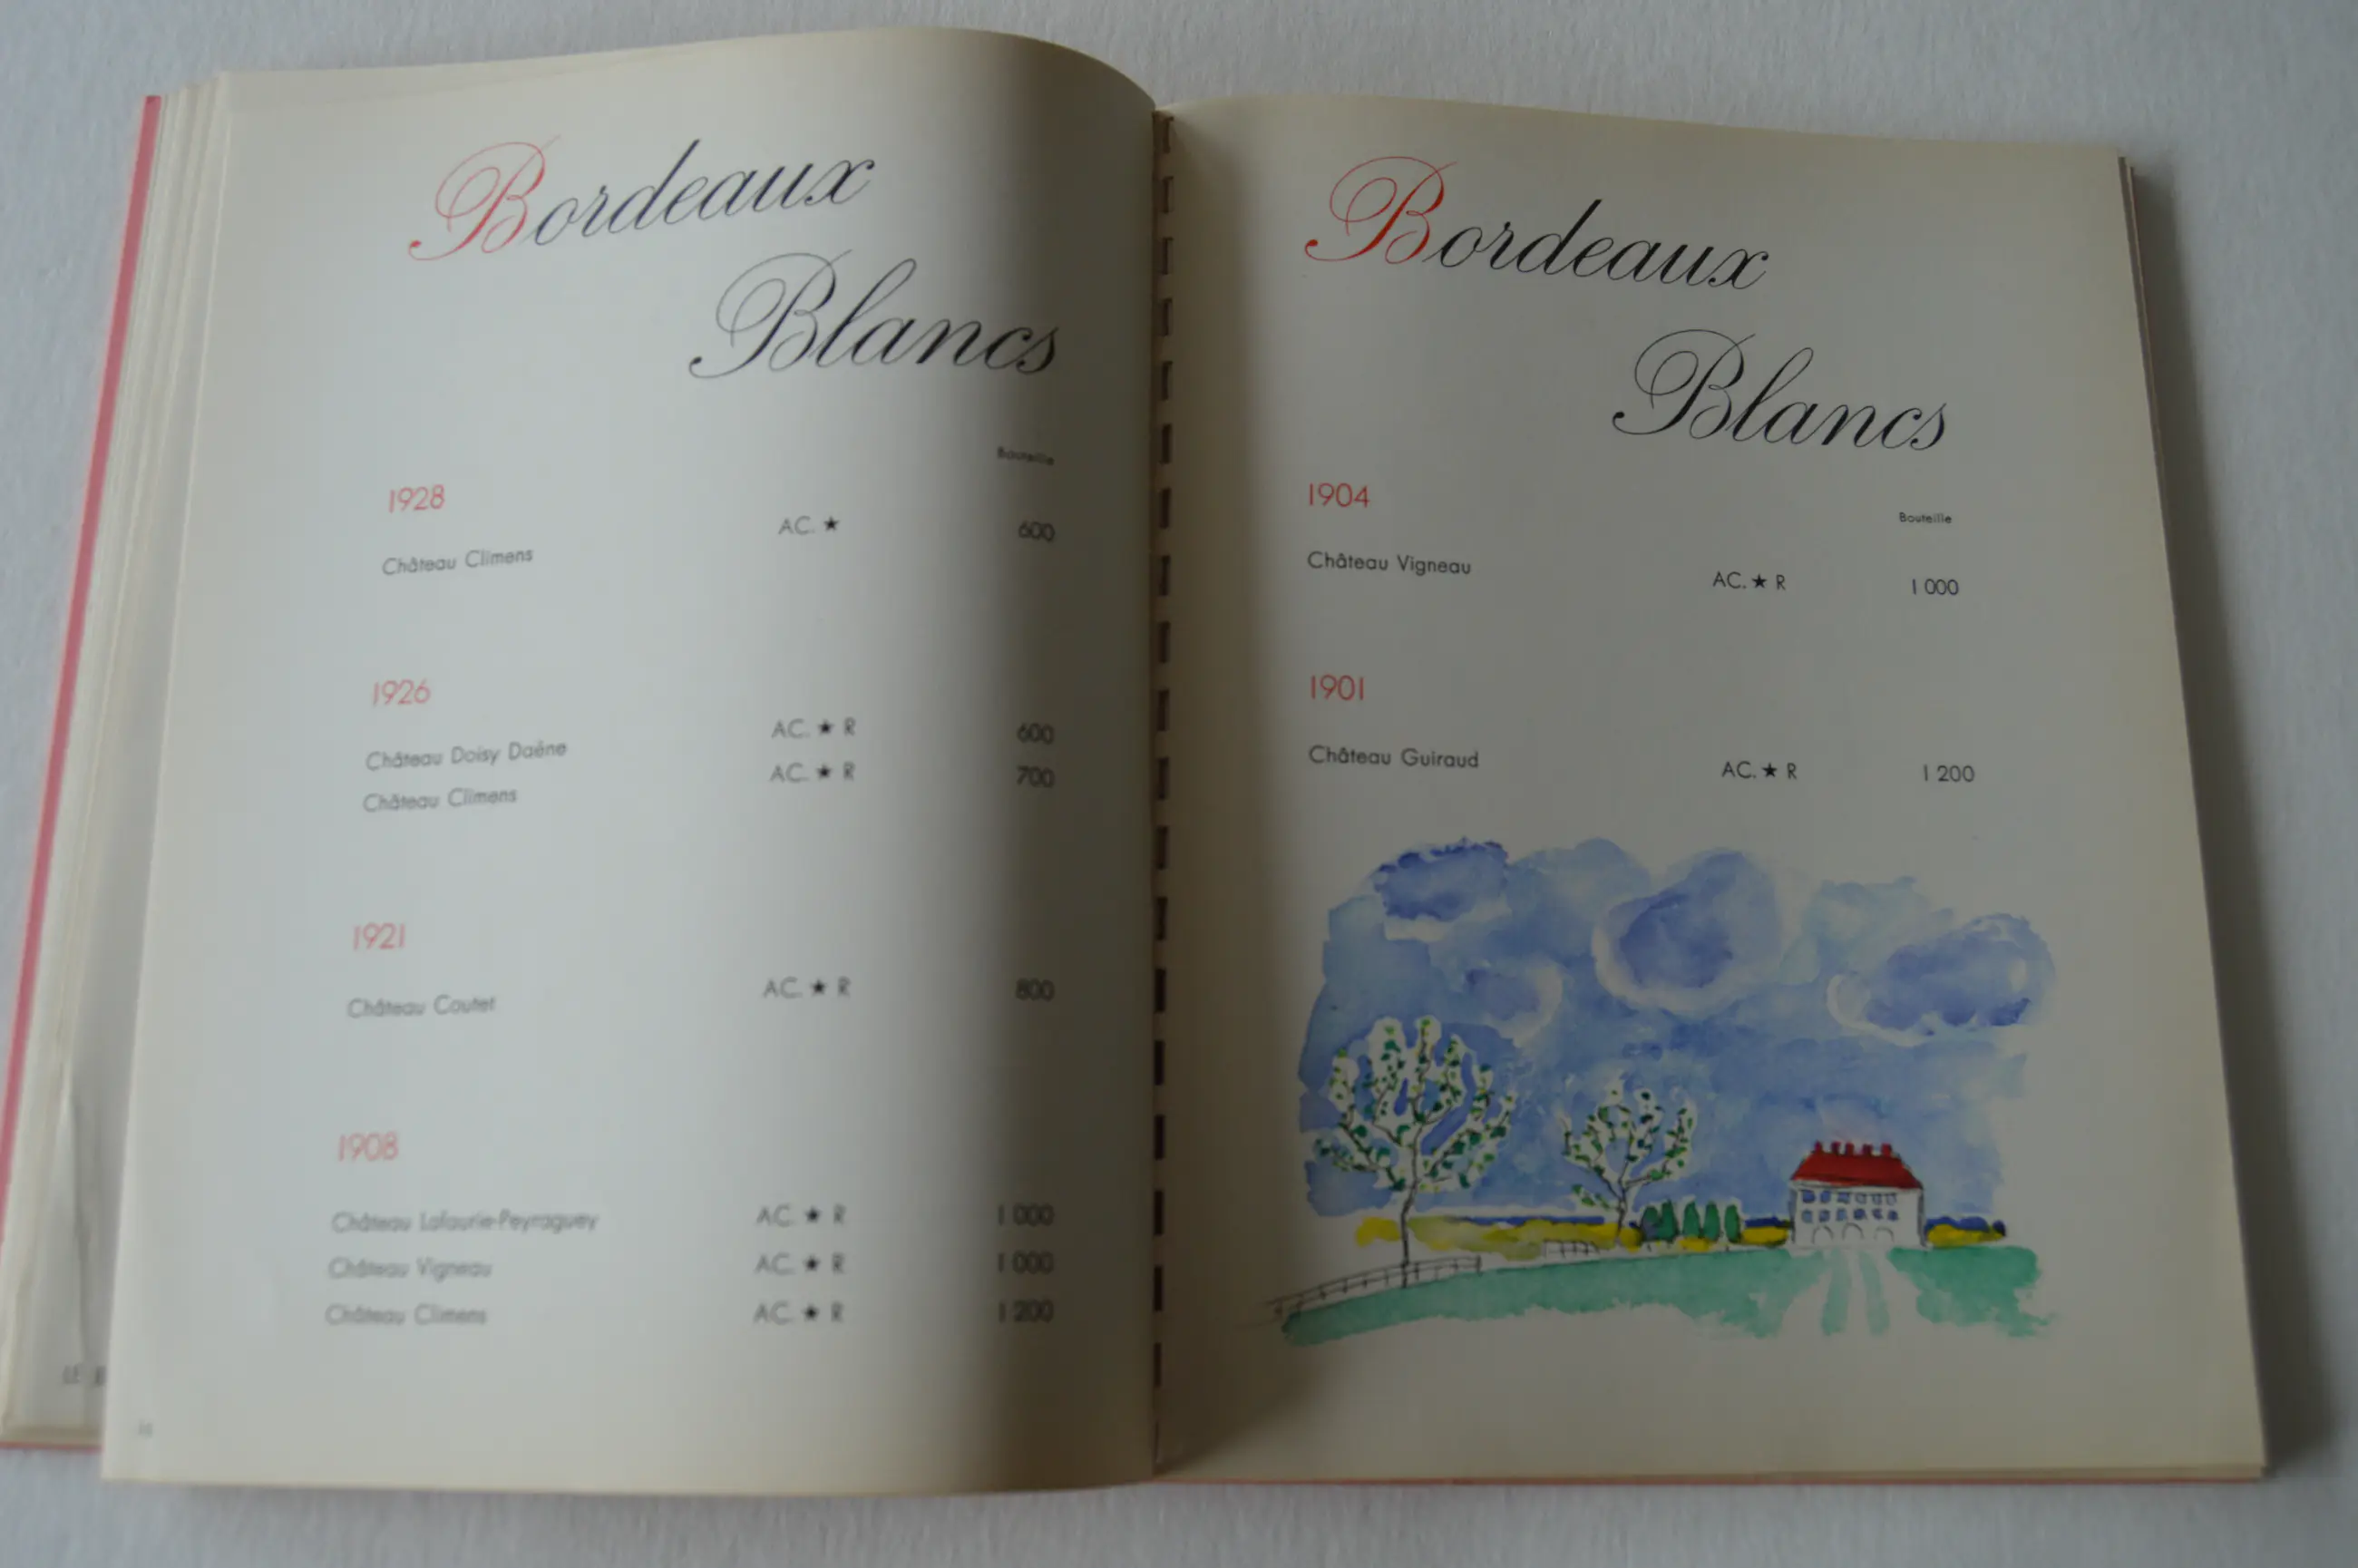 Bordeaux
Blancs
Bouteille
1928
Château Climens AC. ★ 600
1926
Château Doisy Daëne AC. ★ R 600
Château Climens AC. ★ R 700
1921
Château Coutet AC. ★ R 800
1908
Château Lafaurie-Peyraguey AC. ★ R 1 000
Château Vigneau AC. ★ R 1 000
Château Climens AC. ★ R 1 200
LE
Bordeaux
Blancs
1904
Bouteille
Château Vigneau AC. ★ R 1 000
1901
Château Guiraud AC. ★ R 1 200